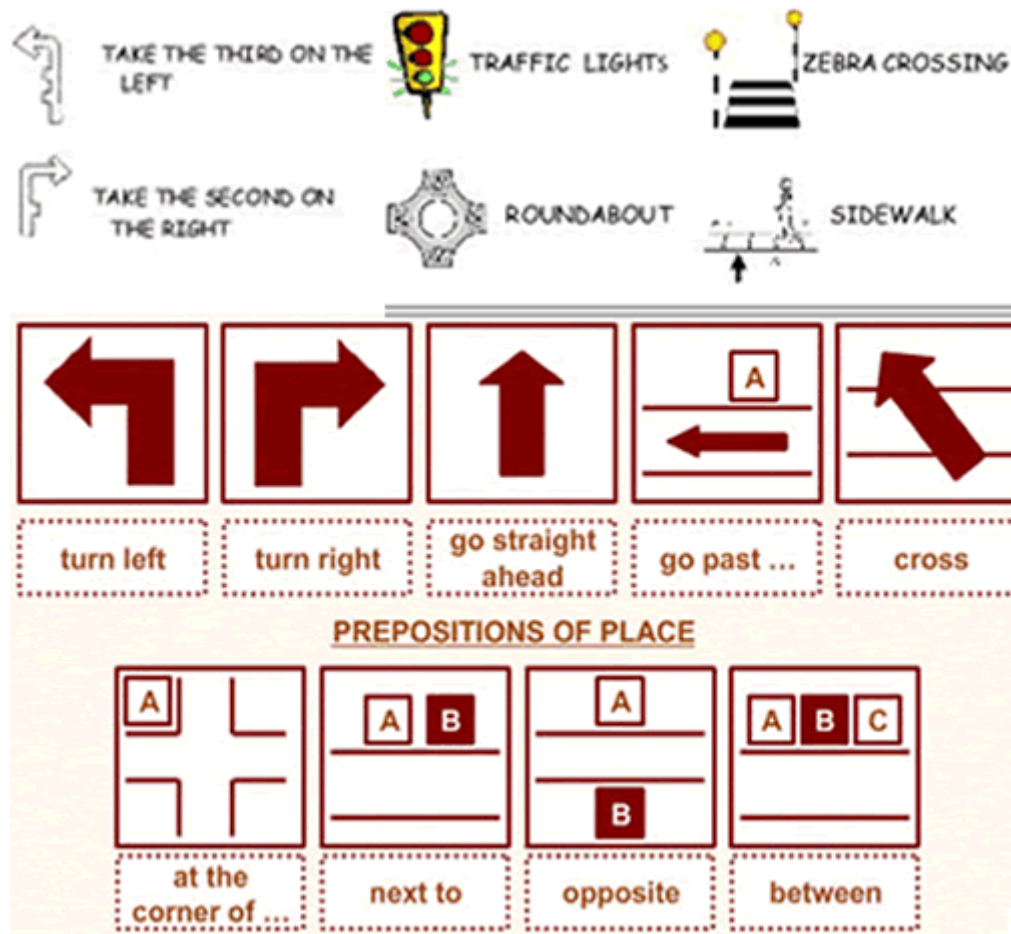 TAKE THE THIRD ON THE
LEFT
TRAFFIC LIGHTS
ZEBRA CROSSING
TAKE THE SECOND ON
THE RIGHT
ROUNDABOUT
SIDEWALK
A
turn left
turn right
go straight
ahead
go past ...
cross
PREPOSITIONS OF PLACE
A
A B
A
B
A B C
at the
corner of ...
next to
opposite
between